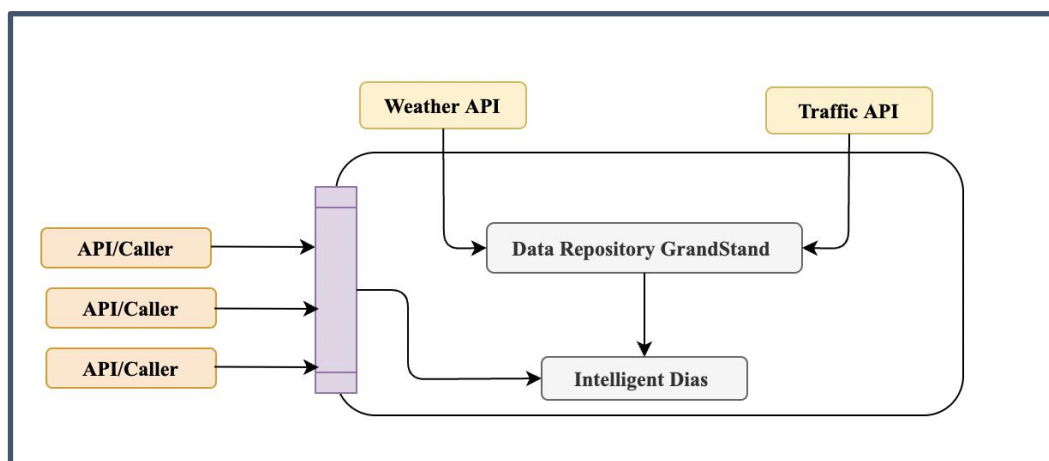 Weather API
Traffic API
API/Caller
Data Repository GrandStand
API/Caller
API/Caller
Intelligent Dias